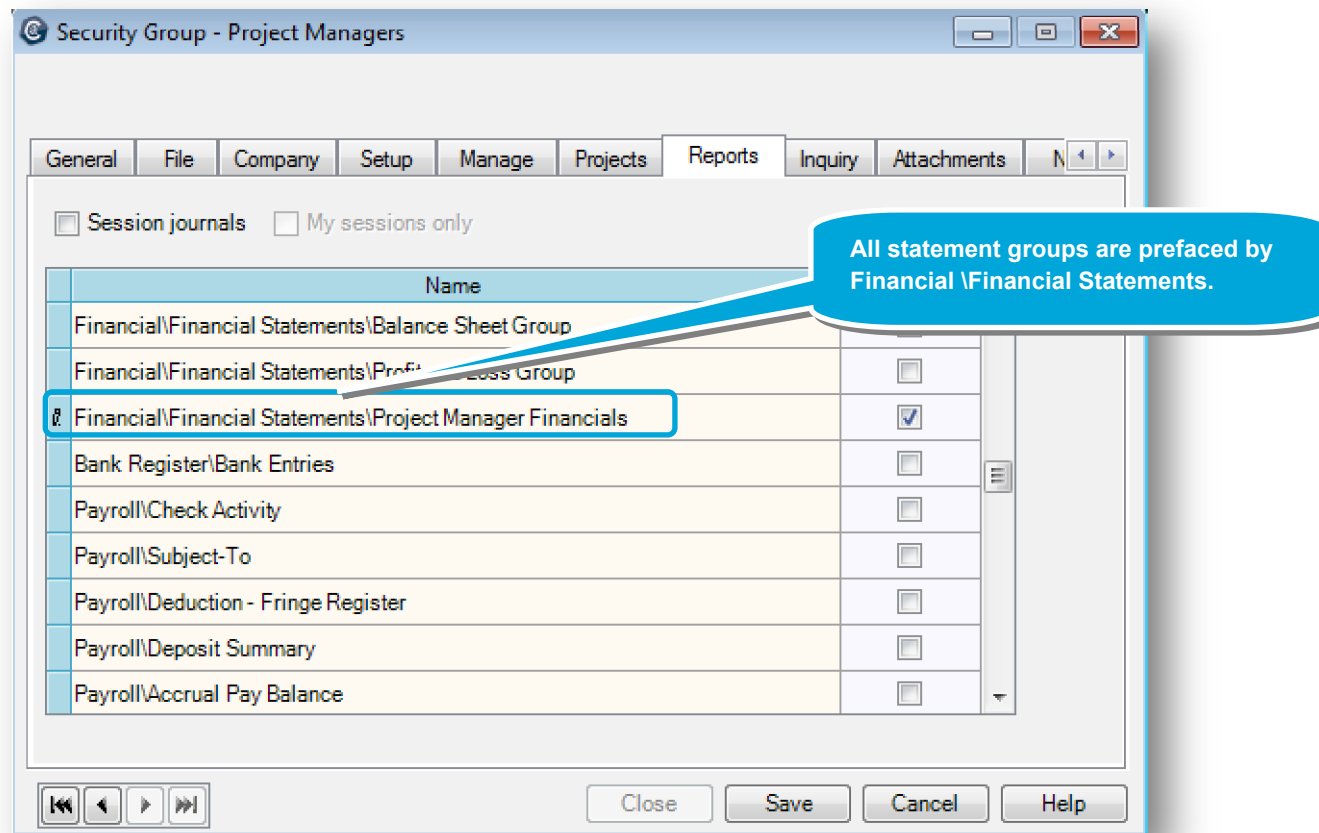 Security Group - Project Managers
General File Company Setup Manage Projects Reports Inquiry Attachments N
Session journals My sessions only
All statement groups are prefaced by
Financial \Financial Statements.
Name
Financial\Financial Statements\Balance Sheet Group
Financial\Financial Statements\Profit Loss Group
Financial\Financial Statements\Project Manager Financials
Bank Register\Bank Entries
Payroll\Check Activity
Payroll\Subject-To
Payroll\Deduction - Fringe Register
Payroll\Deposit Summary
Payroll\Accrual Pay Balance
Close Save Cancel Help